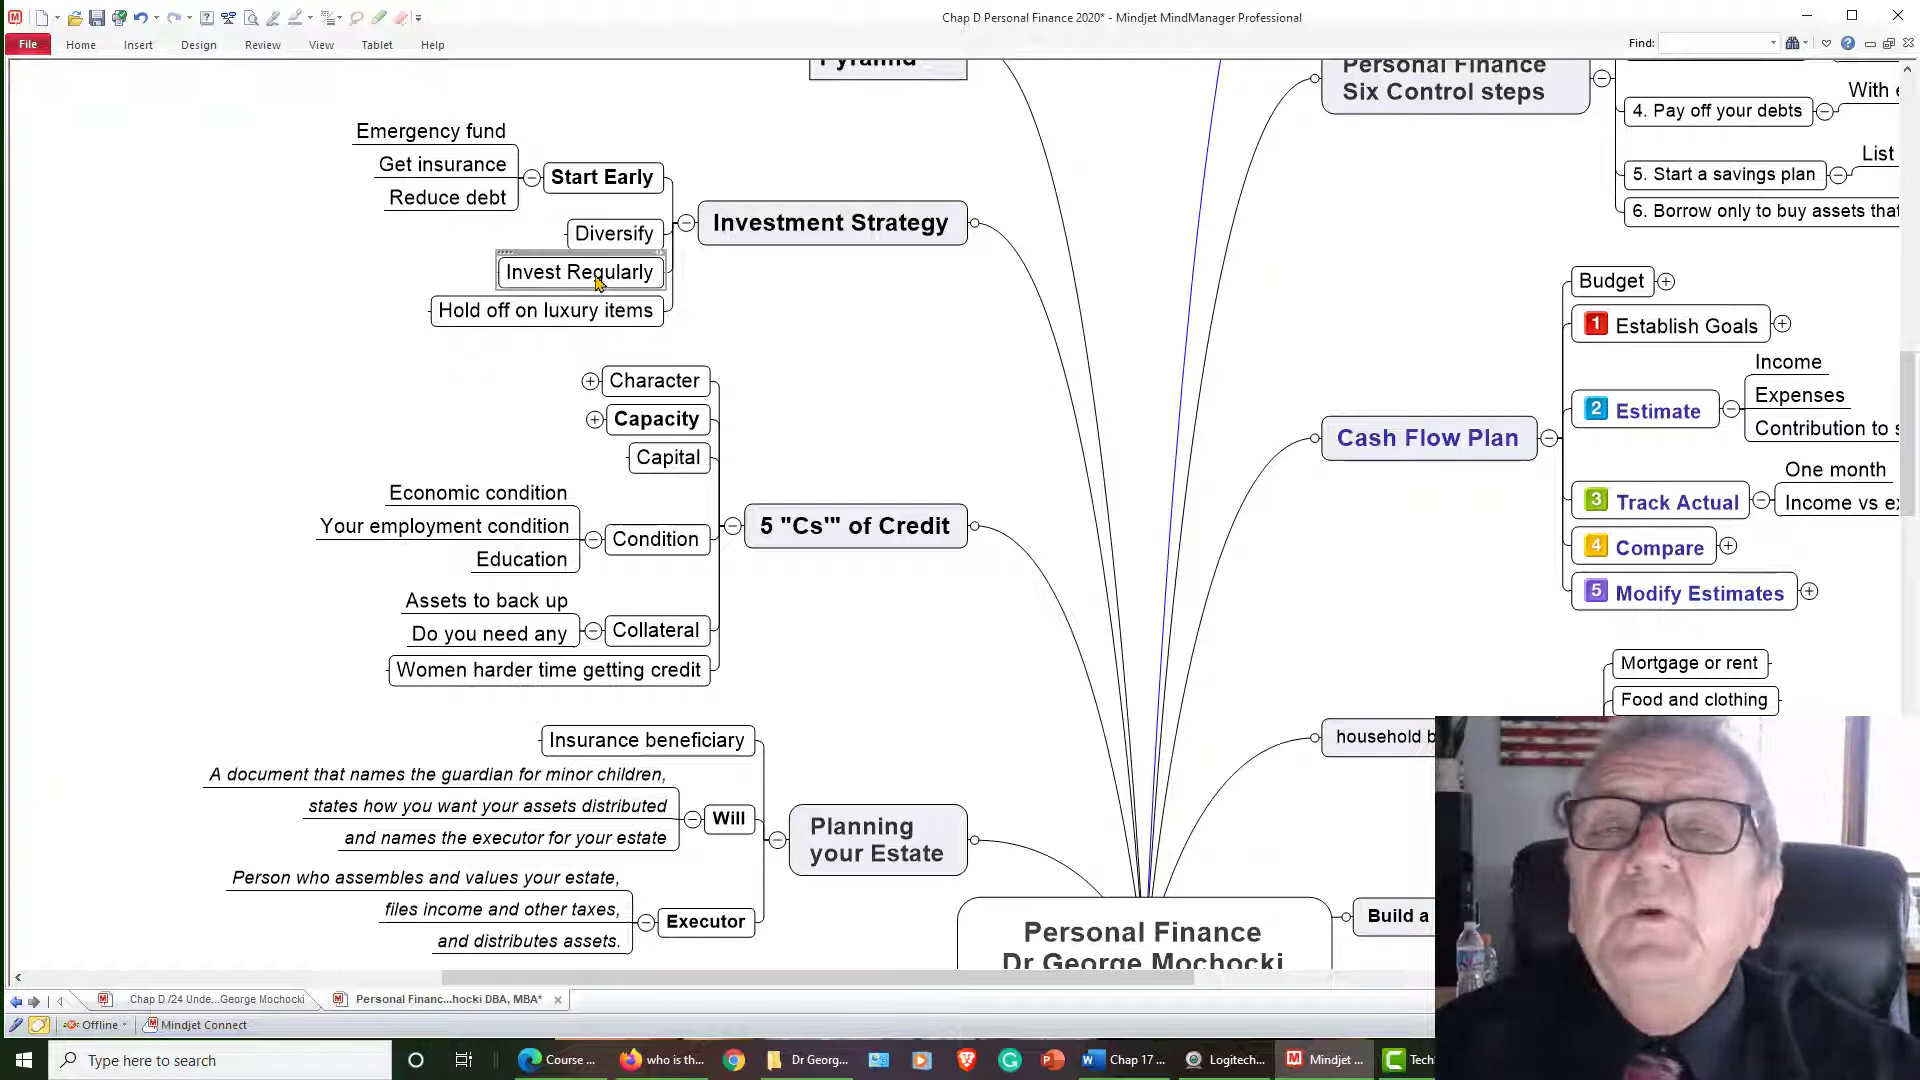 Chap D Personal Finance 2020* - Mindjet MindManager Professional
File
Home
Insert
Design
Review
View
Tablet
Help
Find:
Pyramid
Emergency fund
Get insurance
Reduce debt
Start Early
Diversify
Invest Regularly
Hold off on luxury items
Investment Strategy
Character
Capacity
Capital
Economic condition
Your employment condition
Education
Condition
Assets to back up
Do you need any
Collateral
Women harder time getting credit
5 "Cs'" of Credit
Insurance beneficiary
A document that names the guardian for minor children,
states how you want your assets distributed
and names the executor for your estate
Will
Person who assembles and values your estate,
files income and other taxes,
and distributes assets.
Executor
Planning
your Estate
Personal Finance
Dr George Mochocki
Personal Finance
Six Control steps
With e
4. Pay off your debts
List
5. Start a savings plan
6. Borrow only to buy assets that
Cash Flow Plan
Budget
1 Establish Goals
2 Estimate
Income
Expenses
Contribution to s
3 Track Actual
One month
Income vs ex
4 Compare
5 Modify Estimates
Mortgage or rent
Food and clothing
household b
Build a
Chap D /24 Unde...George Mochocki
Personal Financ...hocki DBA, MBA*
Offline
Mindjet Connect
Type here to search
Course ...
who is th...
Dr Georg...
Chap 17 ...
Logitech...
Mindjet ...
Tech